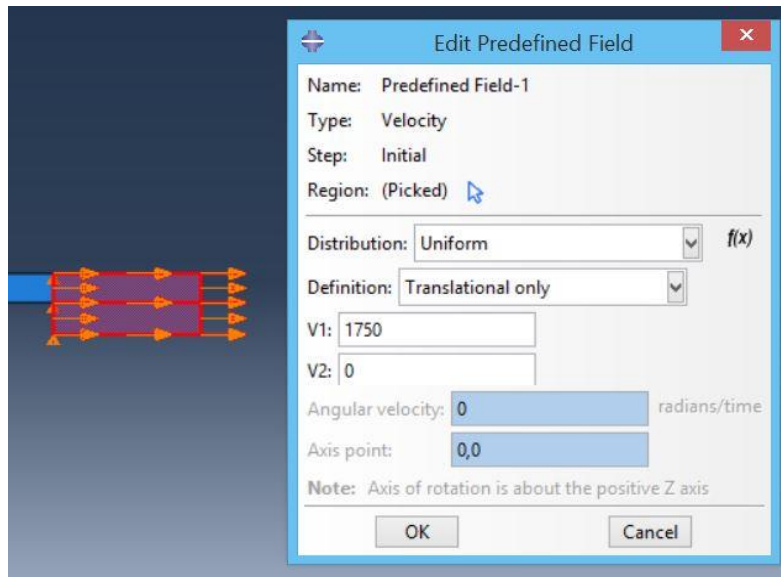 Edit Predefined Field
Name: Predefined Field-1
Type: Velocity
Step: Initial
Region: (Picked)
Distribution: Uniform f(x)
Definition: Translational only
V1: 1750
V2: 0
Angular velocity: 0 radians/time
Axis point: 0,0
Note: Axis of rotation is about the positive Z axis
OK Cancel